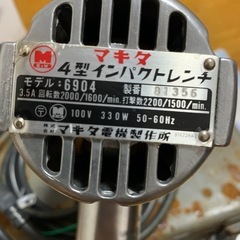 マキタ
4型インパクトレンチ
モデル:6904 製番 81356
3.5A 回転数2000/1600/min. 打撃数2200/1500/min.
〒 100V 330W 50-60Hz
株式会社 マキタ電機製作所